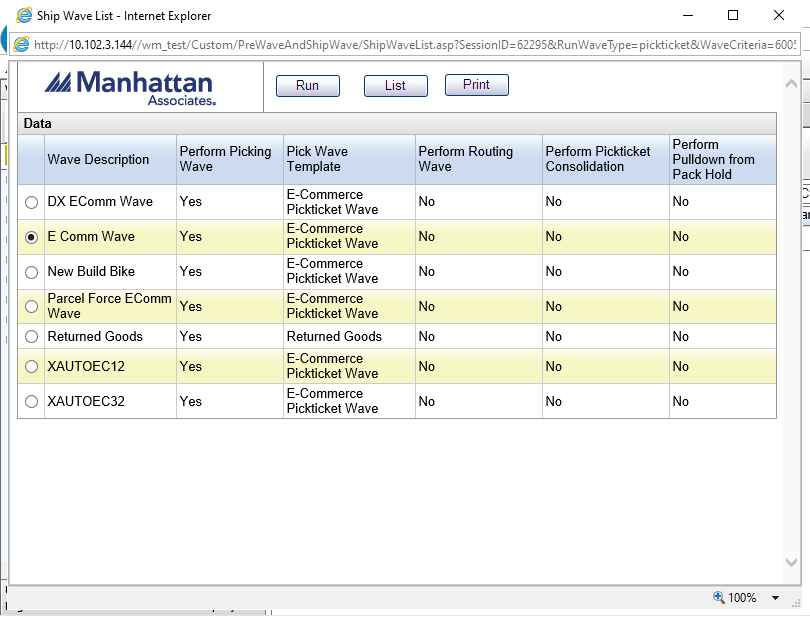 Ship Wave List - Internet Explorer
http://10.102.3.144//wm_test/Custom/PreWaveAndShipWave/ShipWaveList.asp?SessionID=62295&RunWaveType=pickticket&WaveCriteria=6005
Manhattan
Associates.
Run List Print
Data
Wave Description Perform Picking Wave Pick Wave Template Perform Routing Wave Perform Pickticket Consolidation Perform Pulldown from Pack Hold
DX EComm Wave Yes E-Commerce Pickticket Wave No No No
E Comm Wave Yes E-Commerce Pickticket Wave No No No
New Build Bike Yes E-Commerce Pickticket Wave No No No
Parcel Force EComm Wave Yes E-Commerce Pickticket Wave No No No
Returned Goods Yes Returned Goods No No No
XAUTOEC12 Yes E-Commerce Pickticket Wave No No No
XAUTOEC32 Yes E-Commerce Pickticket Wave No No No
100%